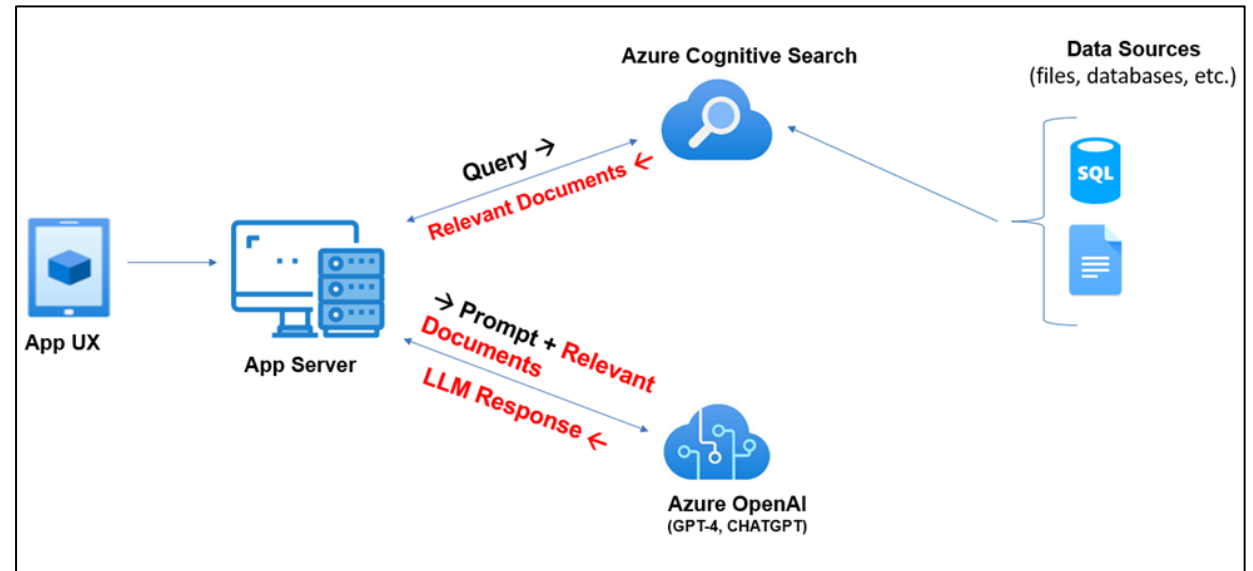 Azure Cognitive Search
Data Sources
(files, databases, etc.)
SQL
Query →
Relevant Documents ←
App UX
App Server
→ Prompt + Relevant
Documents
LLM Response ←
Azure OpenAI
(GPT-4, CHATGPT)